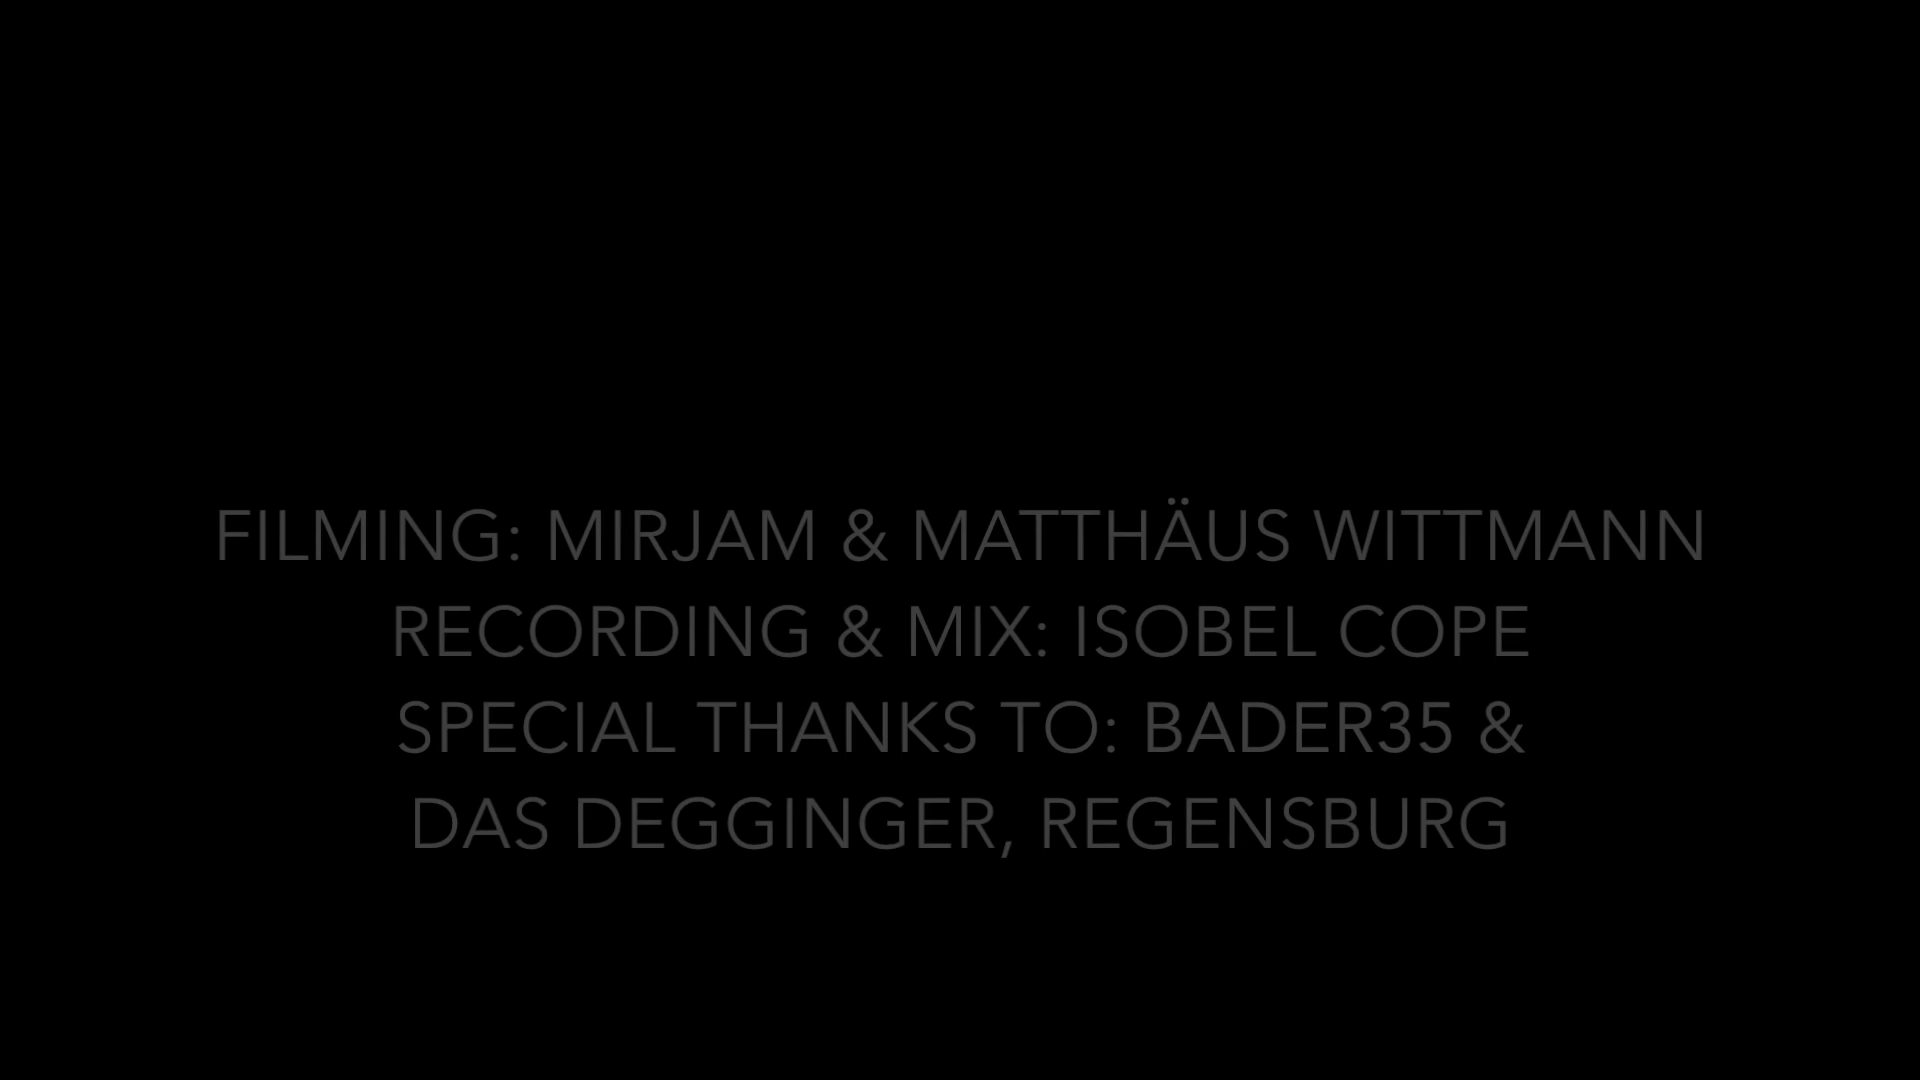 FILMING: MIRJAM & MATTHÄUS WITTMANN
RECORDING & MIX: ISOBEL COPE
SPECIAL THANKS TO: BADER35 &
DAS DEGGINGER, REGENSBURG